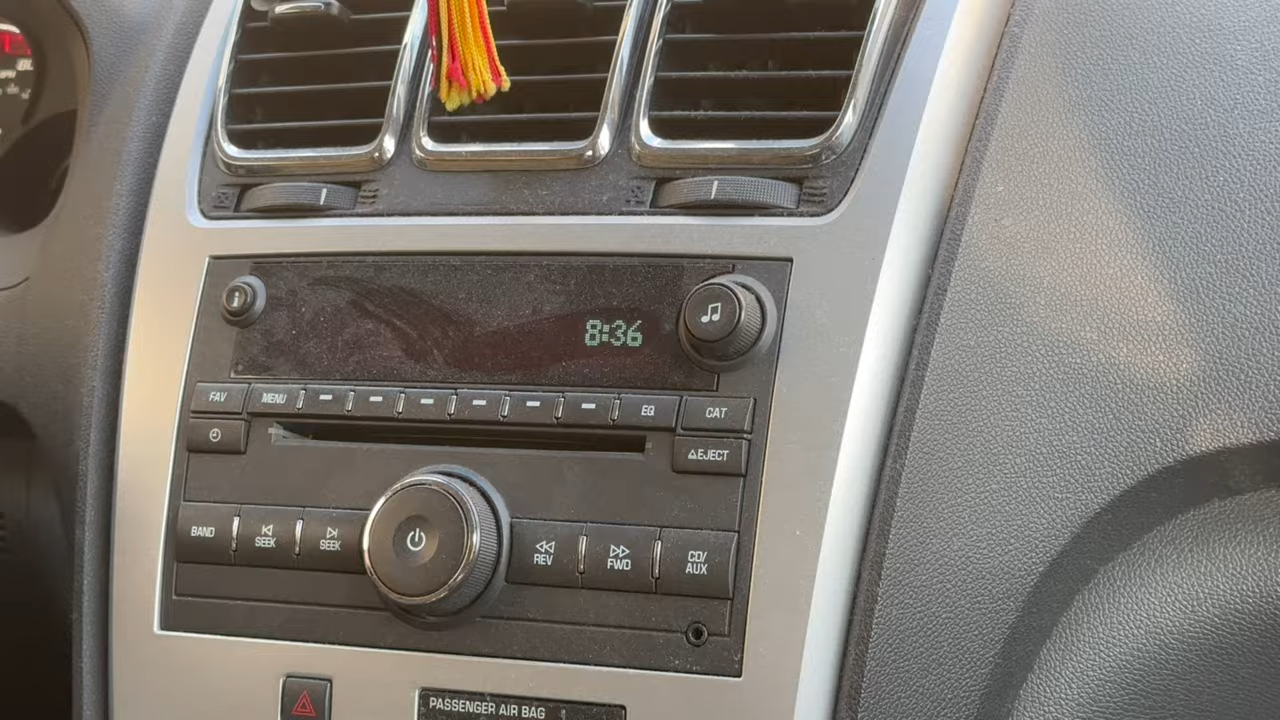 8:36
FAV
MENU
EQ
CAT
EJECT
BAND
SEEK
SEEK
REV
FWD
CD/
AUX
PASSENGER AIR BAG